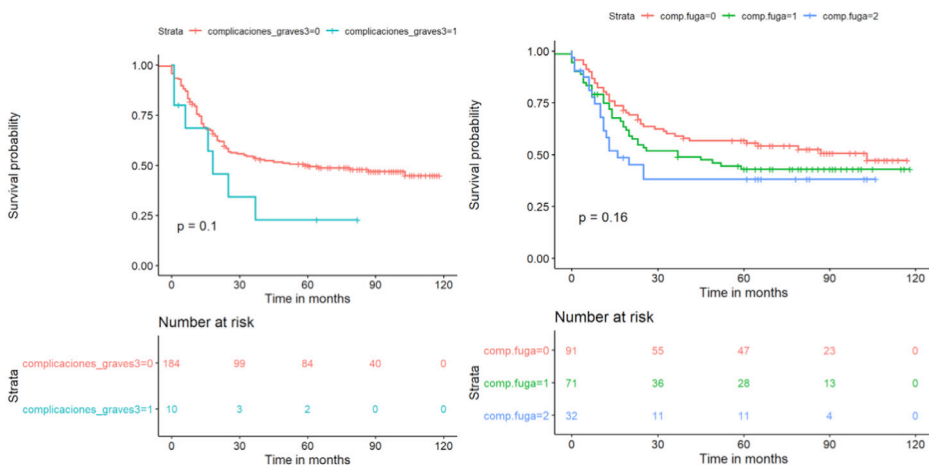 Strata complicaciones_graves3=0 complicaciones_graves3=1
Survival probability
1.00
0.75
0.50
0.25
0.00
p = 0.1
0 30 60 90 120
Time in months
Number at risk
Strata
complicaciones_graves3=0 184 99 84 40 0
complicaciones_graves3=1 10 3 2 0 0
0 30 60 90 120
Time in months
Strata comp.fuga=0 comp.fuga=1 comp.fuga=2
Survival probability
1.00
0.75
0.50
0.25
0.00
p = 0.16
0 30 60 90 120
Time in months
Number at risk
Strata
comp.fuga=0 91 55 47 23 0
comp.fuga=1 71 36 28 13 0
comp.fuga=2 32 11 11 4 0
0 30 60 90 120
Time in months